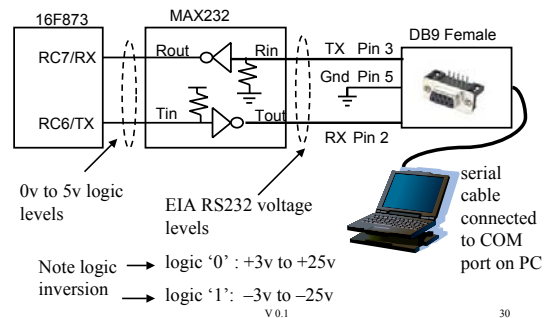 16F873
MAX232
DB9 Female
RC7/RX
Rout
Rin
TX Pin 3
Gnd Pin 5
RC6/TX
Tin
Tout
RX Pin 2
0v to 5v logic
levels
EIA RS232 voltage
levels
serial
cable
connected
to COM
port on PC
Note logic
inversion
logic ‘0’ : +3v to +25v
logic ‘1’: –3v to –25v
V 0.1
30